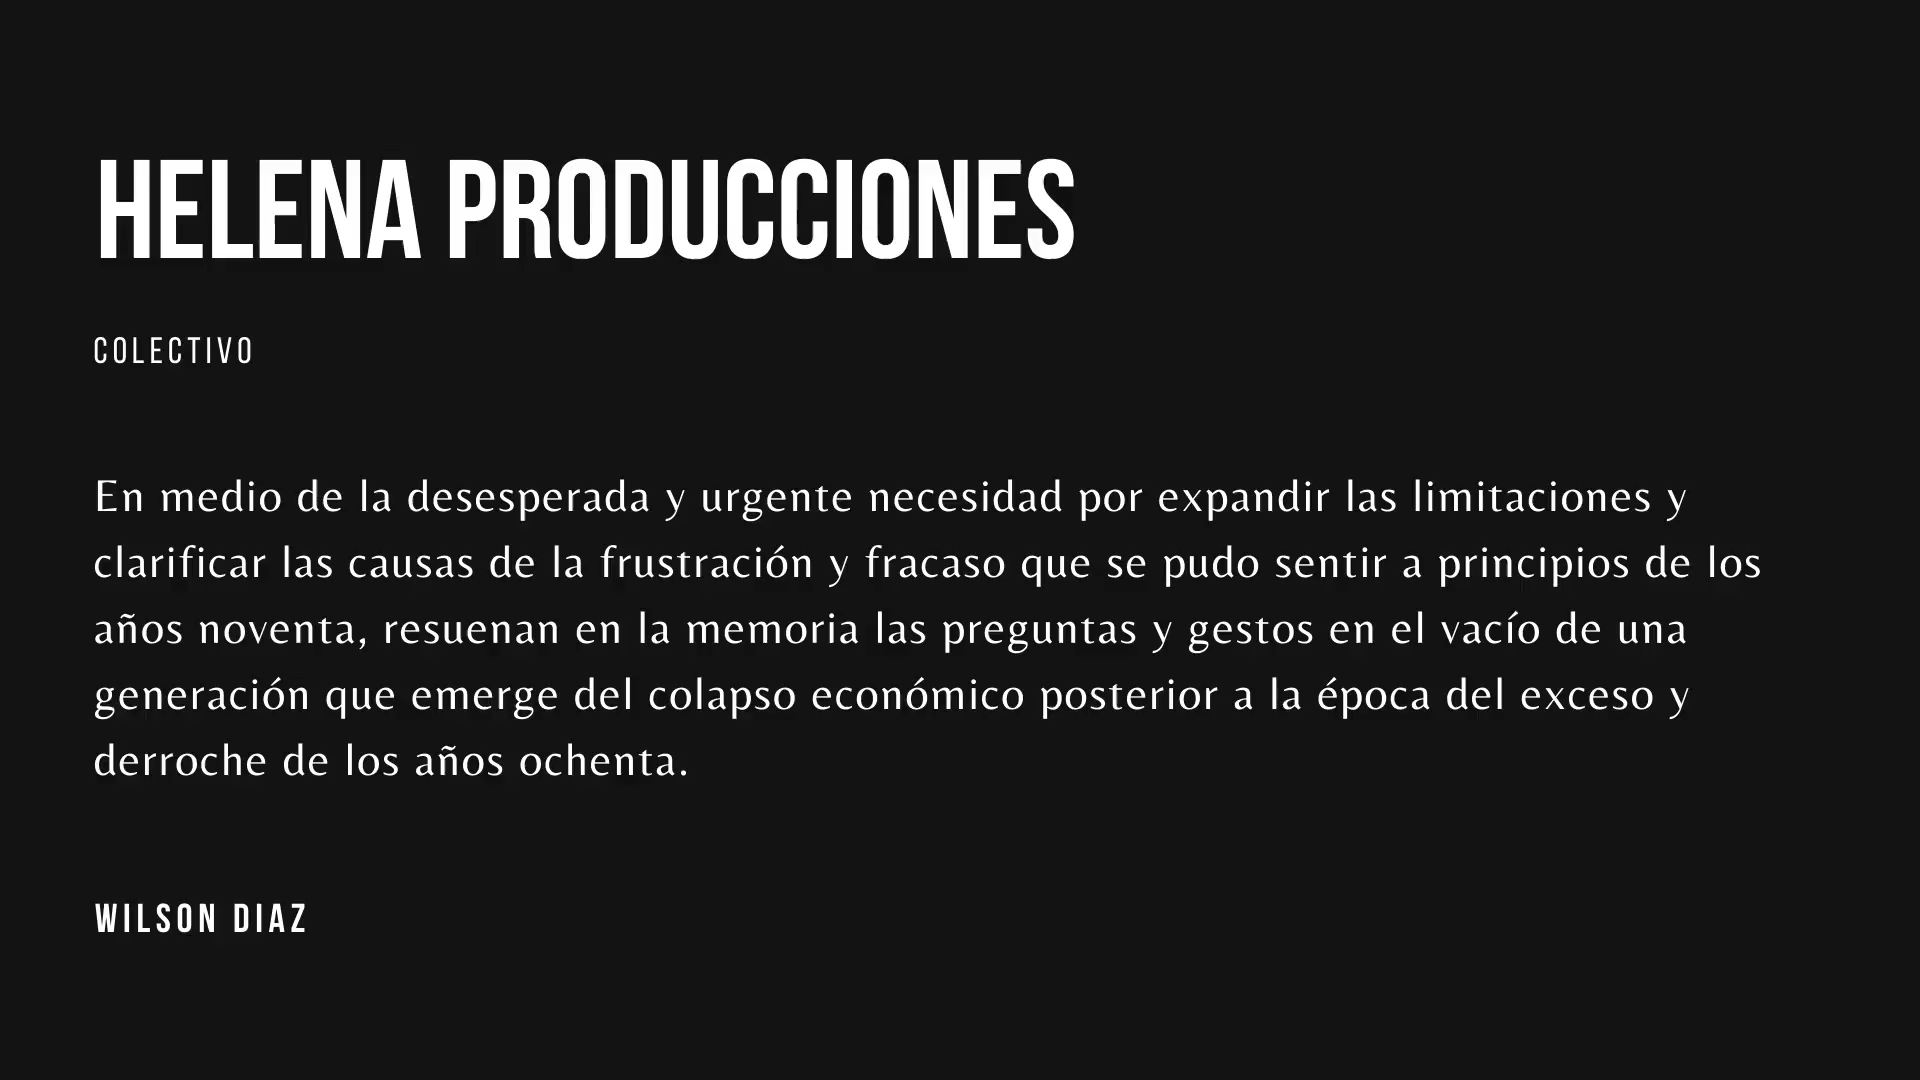 HELENA PRODUCCIONES
COLECTIVO
En medio de la desesperada y urgente necesidad por expandir las limitaciones y
clarificar las causas de la frustración y fracaso que se pudo sentir a principios de los
años noventa, resuenan en la memoria las preguntas y gestos en el vacío de una
generación que emerge del colapso económico posterior a la época del exceso y
derroche de los años ochenta.
WILSON DIAZ